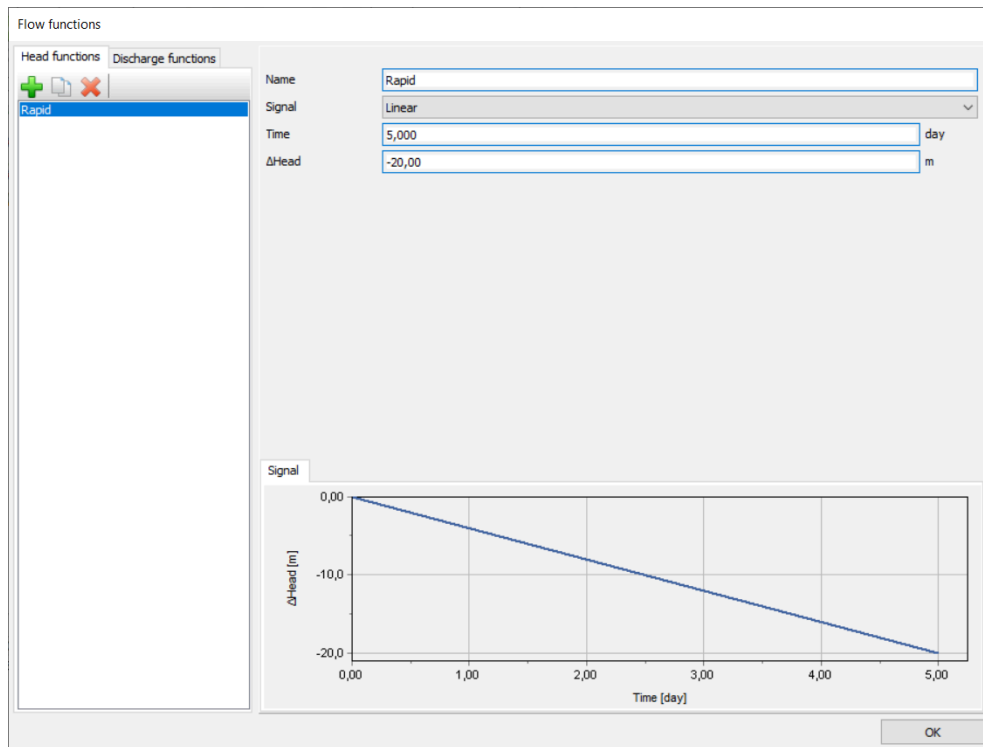 Flow functions
Head functions Discharge functions
Rapid
Name Rapid
Signal Linear
Time 5,000 day
ΔHead -20,00 m
Signal
0,00
-10,0
-20,0
ΔHead [m]
0,00 1,00 2,00 3,00 4,00 5,00
Time [day]
OK